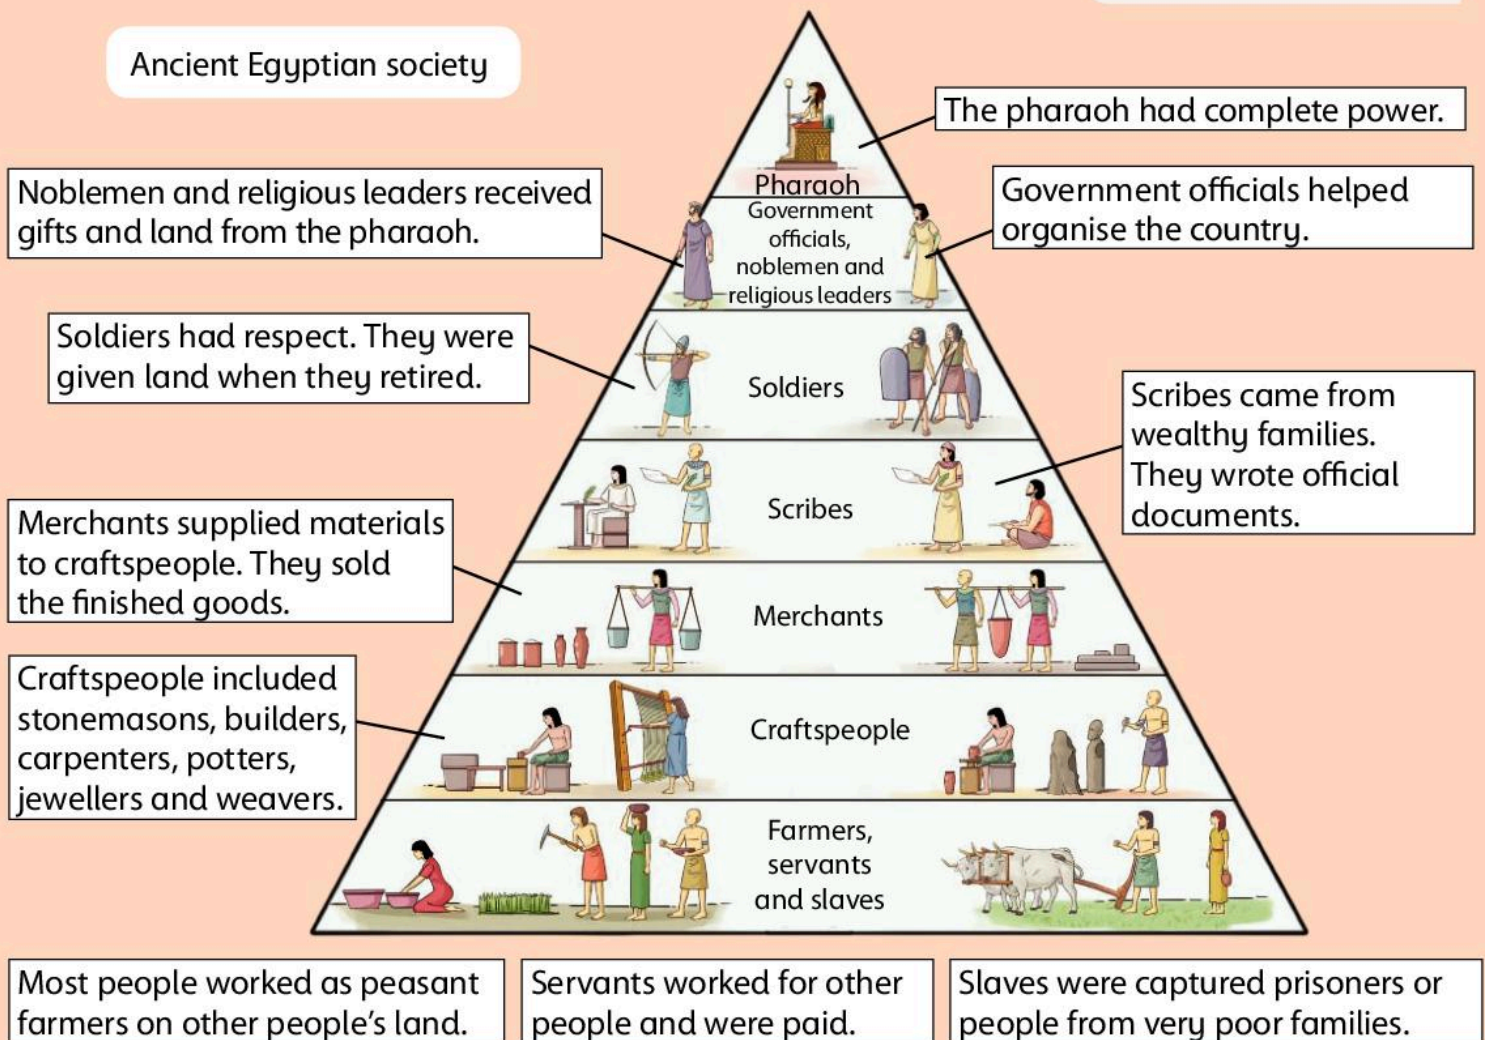 Ancient Egyptian society
The pharaoh had complete power.
Noblemen and religious leaders received
gifts and land from the pharaoh.
Government officials helped
organise the country.
Pharaoh
Government
officials,
noblemen and
religious leaders
Soldiers had respect. They were
given land when they retired.
Soldiers
Scribes came from
wealthy families.
They wrote official
documents.
Scribes
Merchants supplied materials
to craftspeople. They sold
the finished goods.
Merchants
Craftspeople included
stonemasons, builders,
carpenters, potters,
jewellers and weavers.
Craftspeople
Farmers,
servants
and slaves
Most people worked as peasant
farmers on other people’s land.
Servants worked for other
people and were paid.
Slaves were captured prisoners or
people from very poor families.